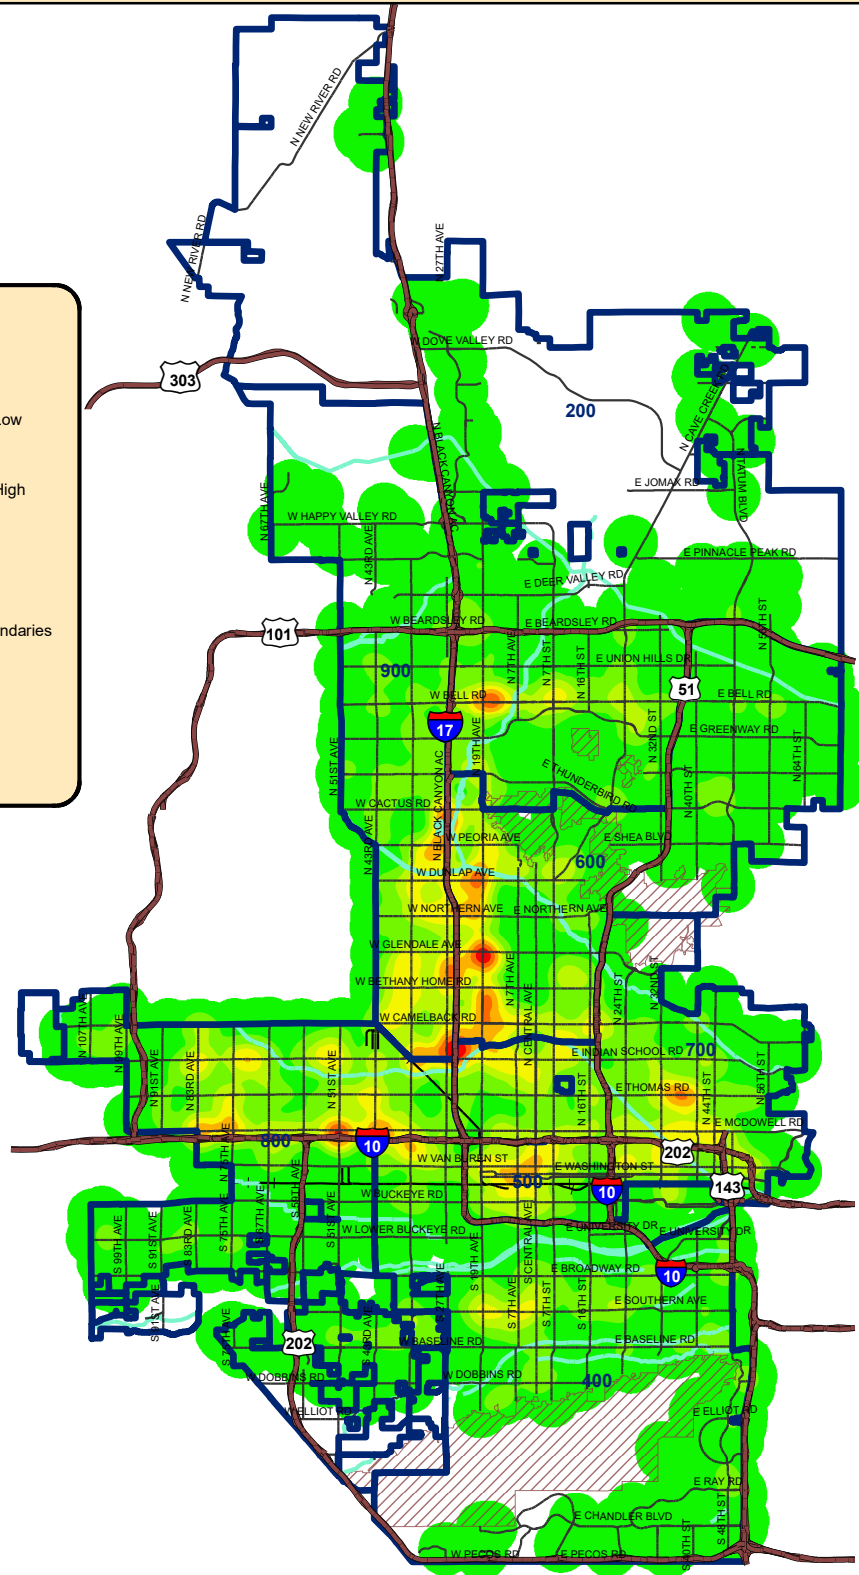 N NEW RIVER RD
N NEW RIVER RD
N 27TH AVE
W DOVE VALLEY RD
303
200
N CAVE CREEK RD
Low
High
N BLACK CANYON AC
E JOMAX RD
N TATUM BLVD
N 67TH AVE
W HAPPY VALLEY RD
N 43RD AVE
E PINNACLE PEAK RD
E DEER VALLEY RD
ndaries
101
W BEARDSLEY RD
E BEARDSLEY RD
N 7TH AVE
N 7TH ST
N 16TH ST
E UNION HILLS DR
900
W BELL RD
51
E BELL RD
17
N 19TH AVE
N 32ND ST
E GREENWAY RD
N 51ST AVE
E THUNDERBIRD RD
N 40TH ST
N 64TH ST
W CACTUS RD
N BLACK CANYON AC
N 43RD AVE
W PEORIA AVE
E SHEA BLVD
600
W DUNLAP AVE
W NORTHERN AVE
E NORTHERN AVE
W GLENDALE AVE
W BETHANY HOME RD
N 7TH AVE
N 24TH ST
N 32ND ST
W CAMELBACK RD
N CENTRAL AVE
N 107TH AVE
N 99TH AVE
N 91ST AVE
N 83RD AVE
N 51ST AVE
E INDIAN SCHOOL RD
700
N 16TH ST
E THOMAS RD
N 44TH ST
N 56TH ST
E MCDOWELL RD
800
10
N 75TH AVE
W VAN BUREN ST
202
E WASHINGTON ST
500
10
143
W BUCKEYE RD
S 99TH AVE
S 91ST AVE
S 83RD AVE
S 75TH AVE
S 67TH AVE
S 59TH AVE
S 51ST AVE
W LOWER BUCKEYE RD
S CENTRAL AVE
E UNIVERSITY DR
E UNIVERSITY DR
E BROADWAY RD
10
S 27TH AVE
S 19TH AVE
S 7TH AVE
S 7TH ST
S 16TH ST
E SOUTHERN AVE
S 91ST AVE
202
W BASELINE RD
E BASELINE RD
W DOBBINS RD
W DOBBINS RD
400
W ELLIOT RD
E ELLIOT RD
E RAY RD
E CHANDLER BLVD
S 48TH ST
W PECOS RD
E PECOS RD